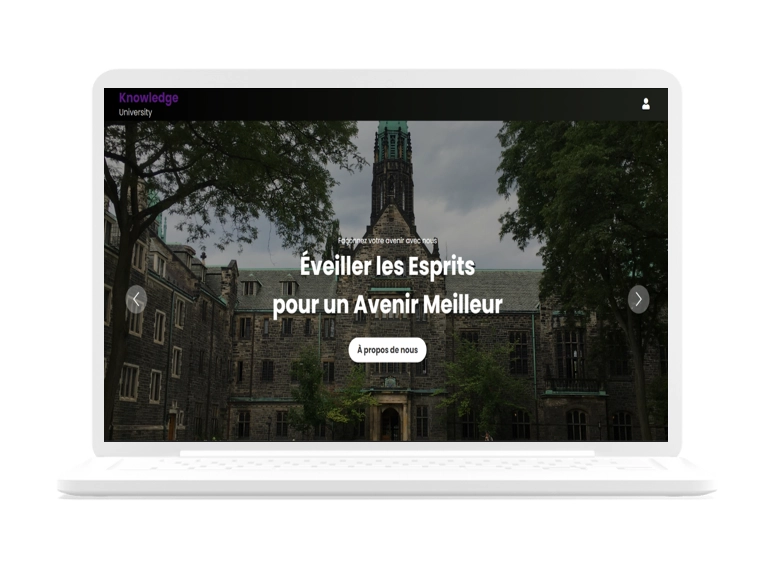 Knowledge
University
Façonnez votre avenir avec nous
Éveiller les Esprits
pour un Avenir Meilleur
À propos de nous